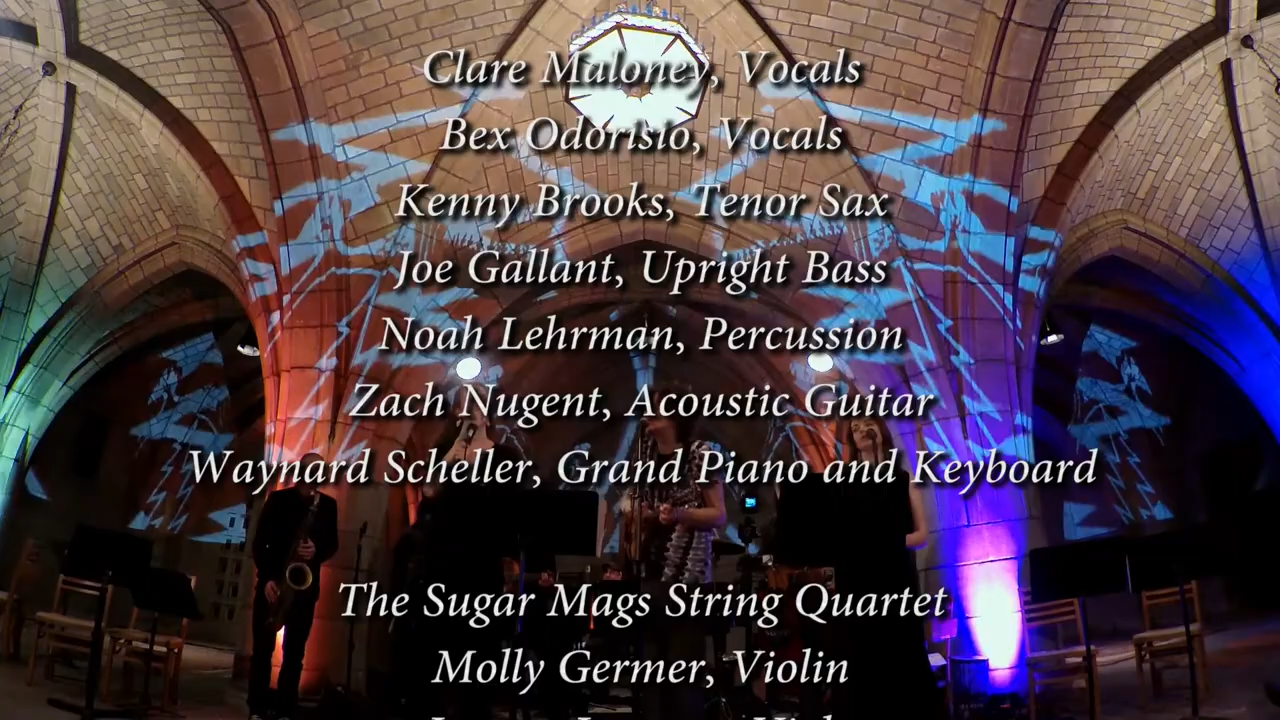 Clare Maloney, Vocals
Bex Odorisio, Vocals
Kenny Brooks, Tenor Sax
Joe Gallant, Upright Bass
Noah Lehrman, Percussion
Zach Nugent, Acoustic Guitar
Waynard Scheller, Grand Piano and Keyboard
The Sugar Mags String Quartet
Molly Germer, Violin